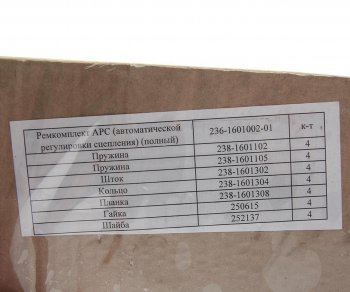 Ремкомплект АРС (автоматической регулировки сцепления) (полный) 236-1601002-01 к-т
Пружина 238-1601102 4
Пружина 238-1601105 4
Шток 238-1601302 4
Кольцо 238-1601304 4
Планка 238-1601308 4
Гайка 250615 4
Шайба 252137 4